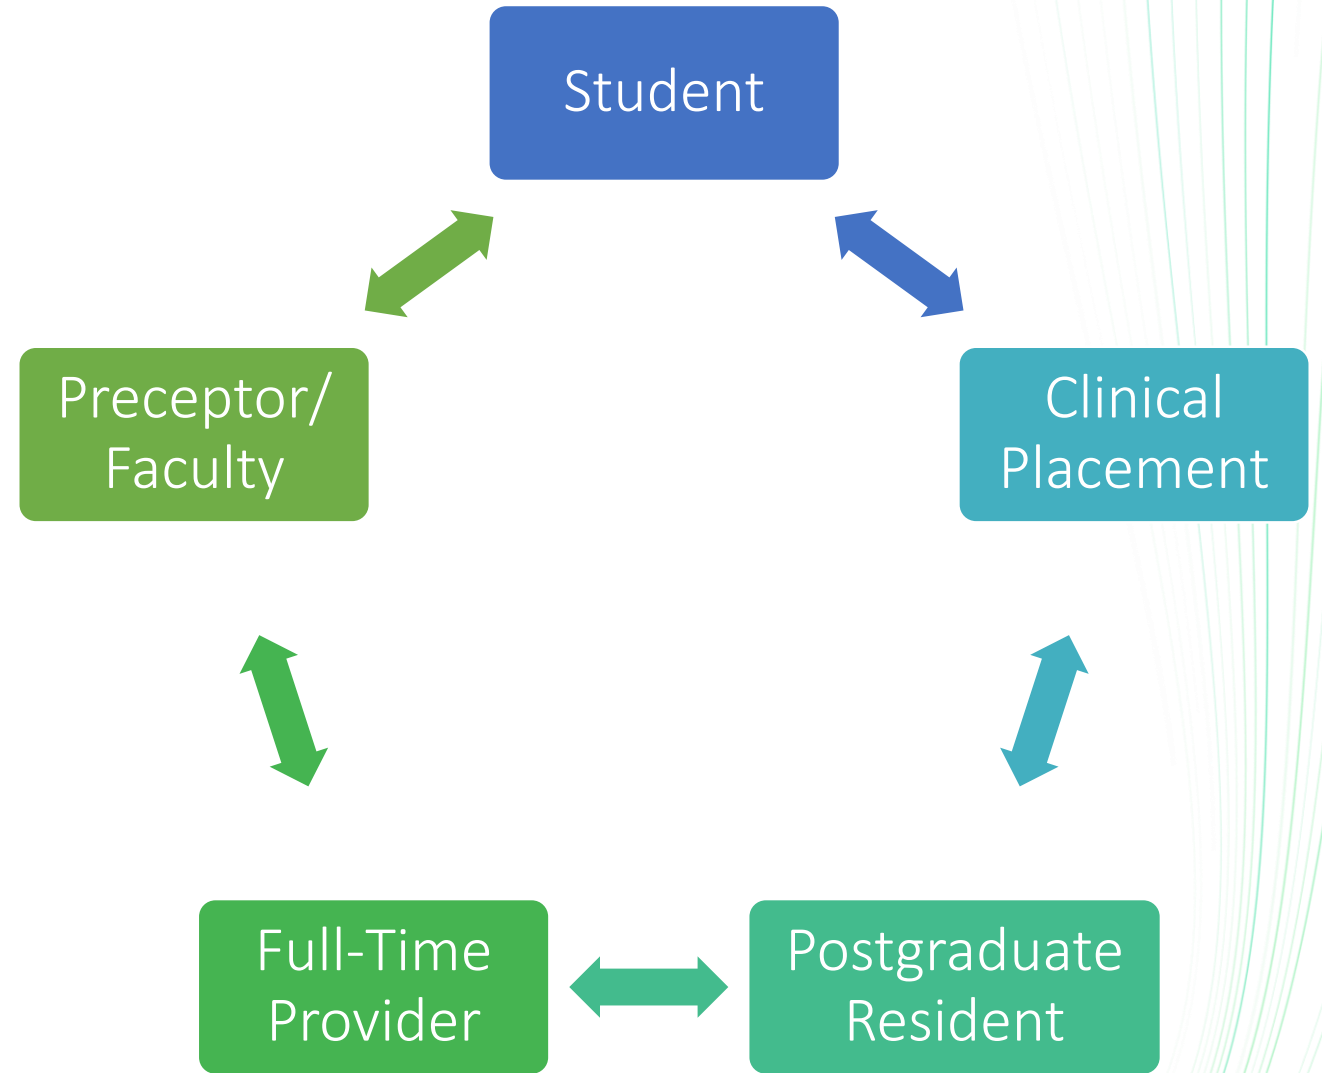 Student
Preceptor/
Faculty
Clinical
Placement
Full-Time
Provider
Postgraduate
Resident